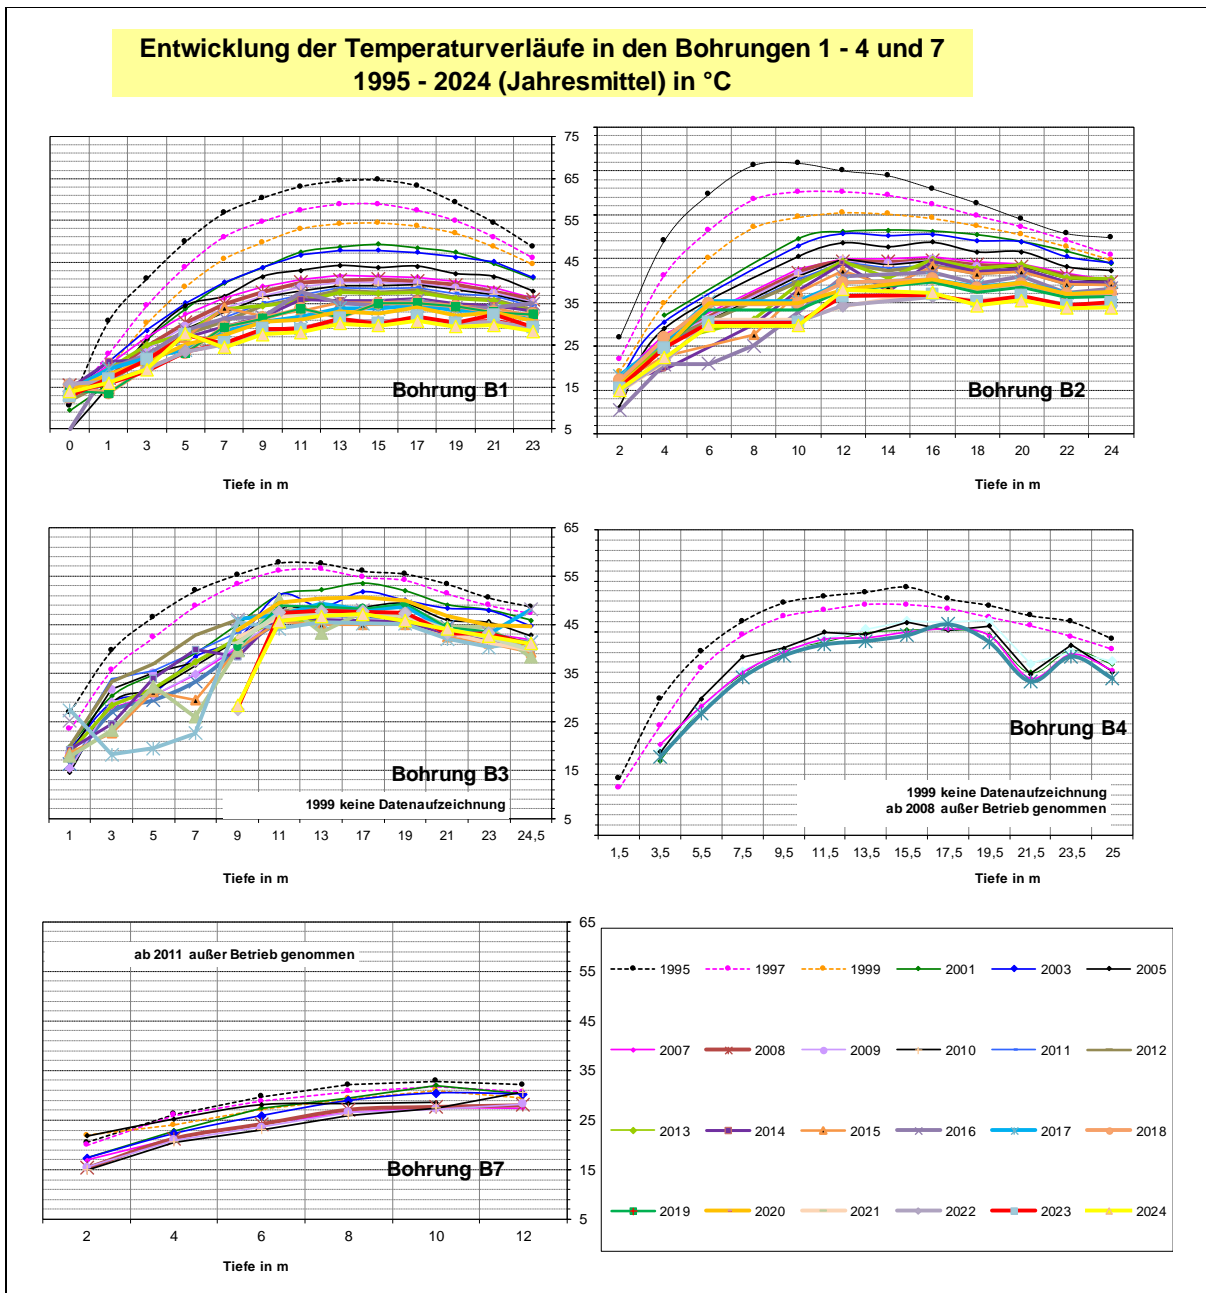 Entwicklung der Temperaturverläufe in den Bohrungen 1 - 4 und 7
1995 - 2024 (Jahresmittel) in °C
75
65
55
45
35
25
15
5
Bohrung B1
0 1 3 5 7 9 11 13 15 17 19 21 23
Tiefe in m
Bohrung B2
2 4 6 8 10 12 14 16 18 20 22 24
Tiefe in m
65
55
45
35
25
15
5
Bohrung B3
1999 keine Datenaufzeichnung
1 3 5 7 9 11 13 17 19 21 23 24,5
Tiefe in m
Bohrung B4
1999 keine Datenaufzeichnung
ab 2008 außer Betrieb genommen
1,5 3,5 5,5 7,5 9,5 11,5 13,5 15,5 17,5 19,5 21,5 23,5 25
Tiefe in m
ab 2011 außer Betrieb genommen
65
55
45
35
25
15
5
Bohrung B7
2 4 6 8 10 12
Tiefe in m
1995 1997 1999 2001 2003 2005
2007 2008 2009 2010 2011 2012
2013 2014 2015 2016 2017 2018
2019 2020 2021 2022 2023 2024